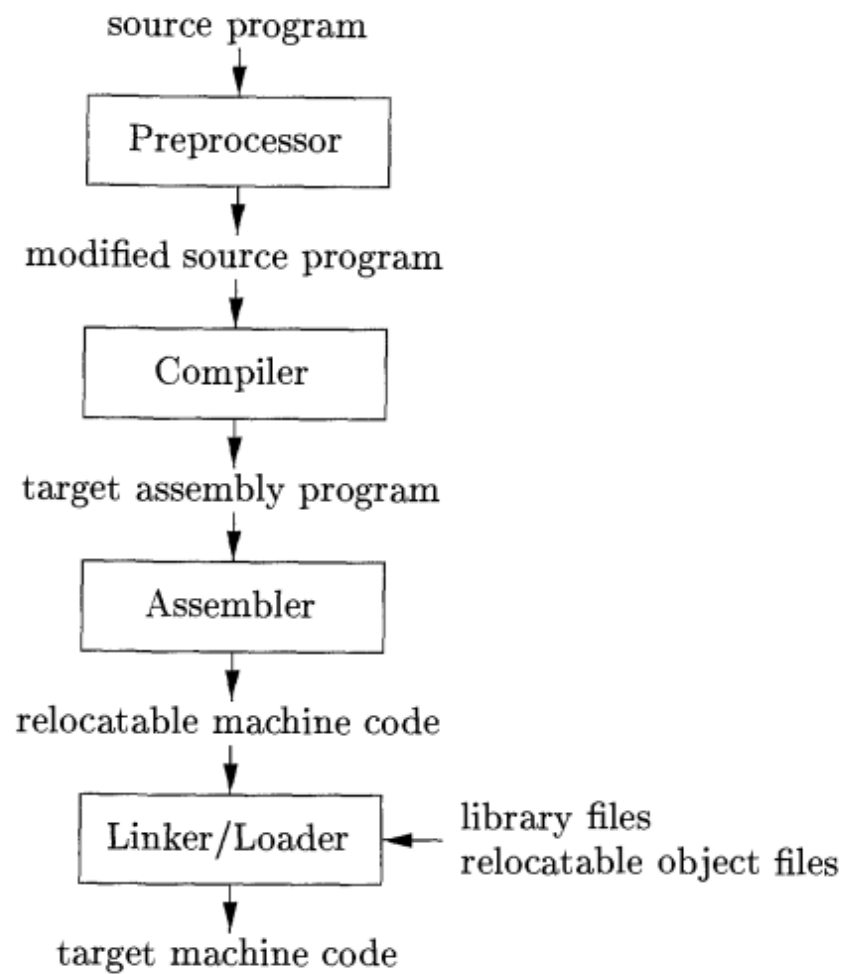 source program
Preprocessor
modified source program
Compiler
target assembly program
Assembler
relocatable machine code
Linker/Loader
library files
relocatable object files
target machine code